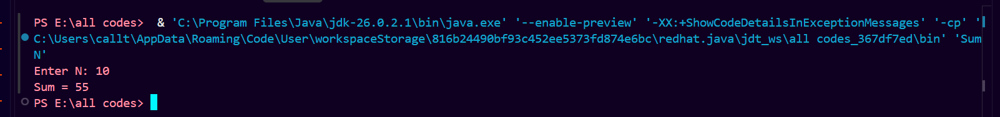 PS E:\all codes>  & 'C:\Program Files\Java\jdk-26.0.2.1\bin\java.exe' '--enable-preview' '-XX:+ShowCodeDetailsInExceptionMessages' '-cp' '
C:\Users\callt\AppData\Roaming\Code\User\workspaceStorage\816b24490bf93c452ee5373fd874e6bc\redhat.java\jdt_ws\all codes_367df7ed\bin' 'Sum
N'
Enter N: 10
Sum = 55
PS E:\all codes>